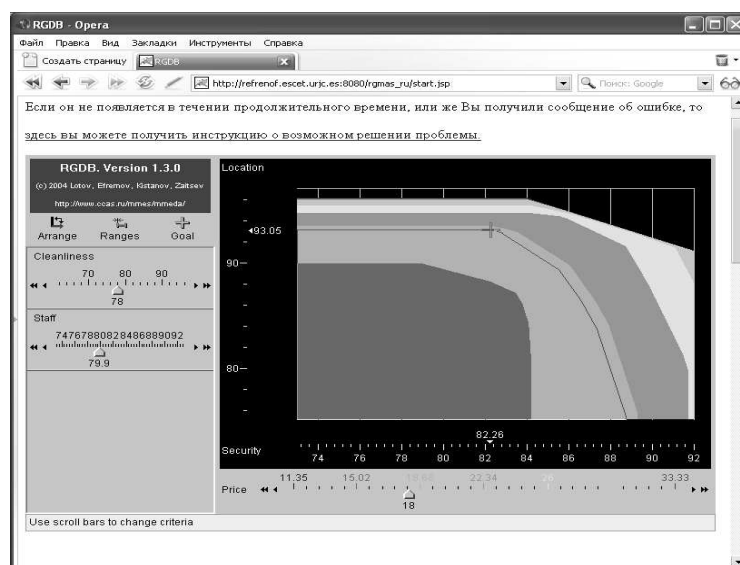 RGDB - Opera
Файл Правка Вид Закладки Инструменты Справка
Создать страницу RGDB
http://refrenof.escet.urjc.es:8080/rgmas_ru/start.jsp Поиск: Google
Если он не появляется в течении продолжительного времени, или же Вы получили сообщение об ошибке, то
здесь вы можете получить инструкцию о возможном решении проблемы.
RGDB. Version 1.3.0
(c) 2004 Lotov, Efremov, Kistanov, Zaitsev
http://www.ccas.ru/mmes/mmeda/
Arrange Ranges Goal
Cleanliness
70 80 90
78
Staff
74767880828486889092
79.9
Location
93.05
90
80
82.26
Security
74 76 78 80 82 84 86 88 90 92
11.35 15.02 22.34 26 33.33
Price
18
Use scroll bars to change criteria